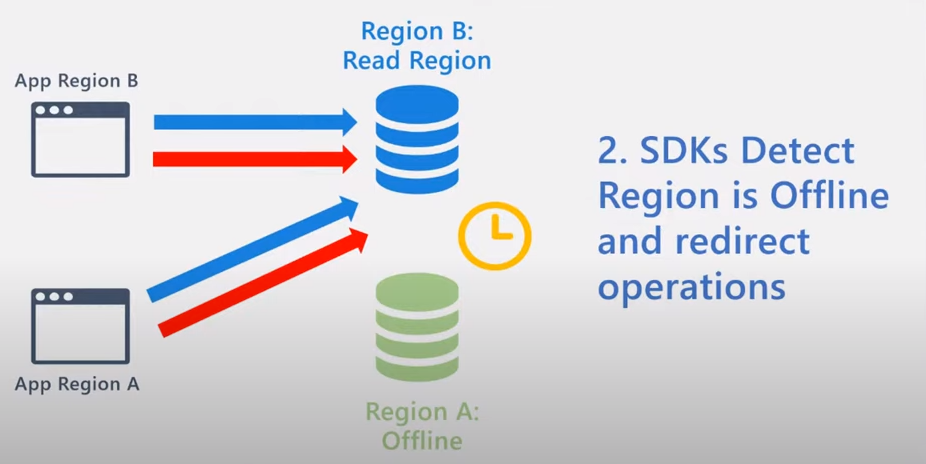 Region B:
Read Region
App Region B
2. SDKs Detect
Region is Offline
and redirect
operations
App Region A
Region A:
Offline